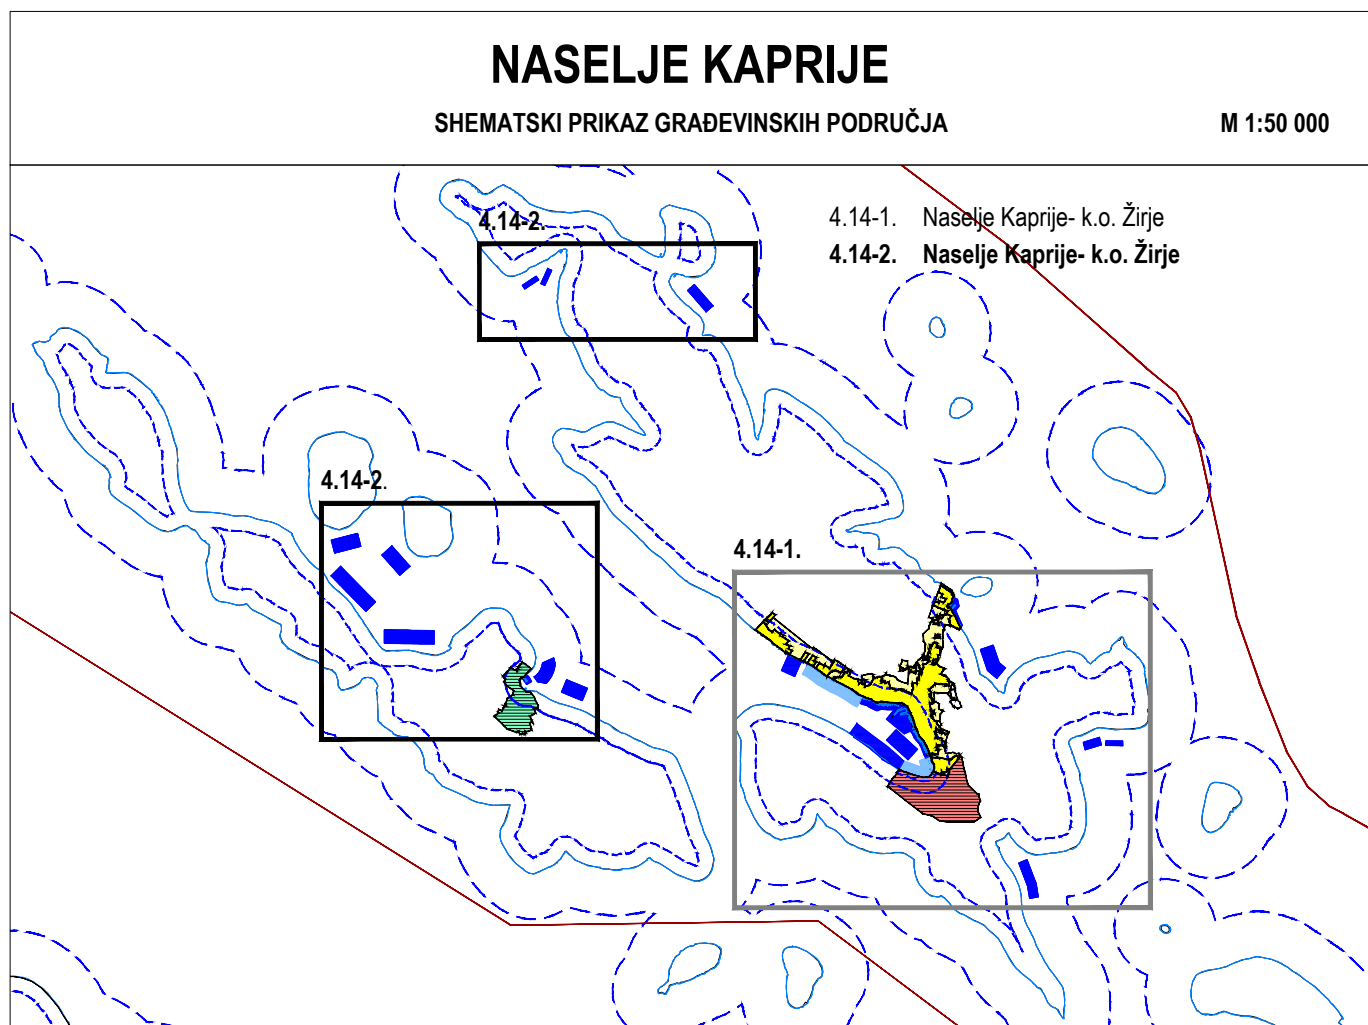 NASELJE KAPRIJE
SHEMATSKI PRIKAZ GRAĐEVINSKIH PODRUČJA
M 1:50 000
4.14-1. Naselje Kaprije- k.o. Žirje
4.14-2. Naselje Kaprije- k.o. Žirje
4.14-2.
4.14-2.
4.14-1.